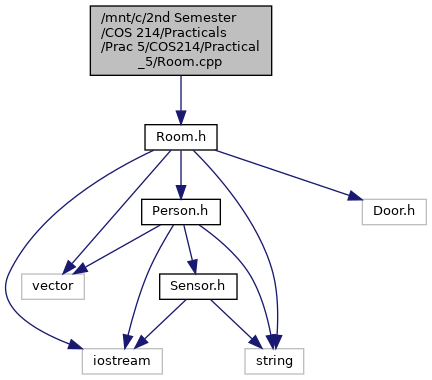 /mnt/c/2nd Semester
/COS 214/Practicals
/Prac 5/COS214/Practical
_5/Room.cpp
Room.h
Person.h
Door.h
vector
Sensor.h
iostream
string